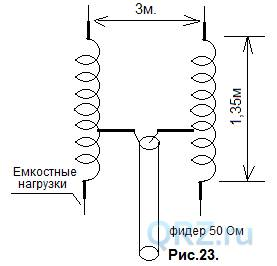 3м.
1,35м
Емкостные
нагрузки
фидер 50 Ом
QRZ.ru
Рис.23.